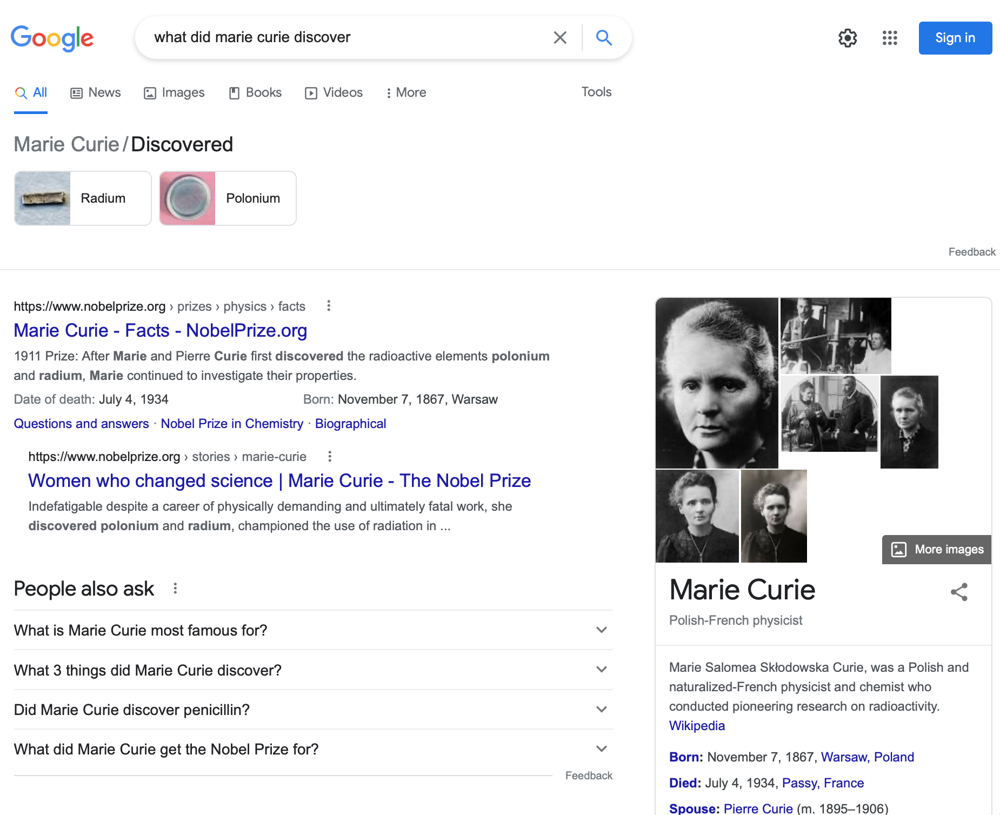 Google
what did marie curie discover
Sign in
All
News
Images
Books
Videos
More
Tools
Marie Curie/Discovered
Radium
Polonium
Feedback
https://www.nobelprize.org › prizes › physics › facts
Marie Curie - Facts - NobelPrize.org
1911 Prize: After Marie and Pierre Curie first discovered the radioactive elements polonium
and radium, Marie continued to investigate their properties.
Date of death: July 4, 1934
Born: November 7, 1867, Warsaw
Questions and answers · Nobel Prize in Chemistry · Biographical
https://www.nobelprize.org › stories › marie-curie
Women who changed science | Marie Curie - The Nobel Prize
Indefatigable despite a career of physically demanding and ultimately fatal work, she
discovered polonium and radium, championed the use of radiation in ...
People also ask
What is Marie Curie most famous for?
What 3 things did Marie Curie discover?
Did Marie Curie discover penicillin?
What did Marie Curie get the Nobel Prize for?
Feedback
More images
Marie Curie
Polish-French physicist
Marie Salomea Skłodowska Curie, was a Polish and
naturalized-French physicist and chemist who
conducted pioneering research on radioactivity.
Wikipedia
Born: November 7, 1867, Warsaw, Poland
Died: July 4, 1934, Passy, France
Spouse: Pierre Curie (m. 1895–1906)